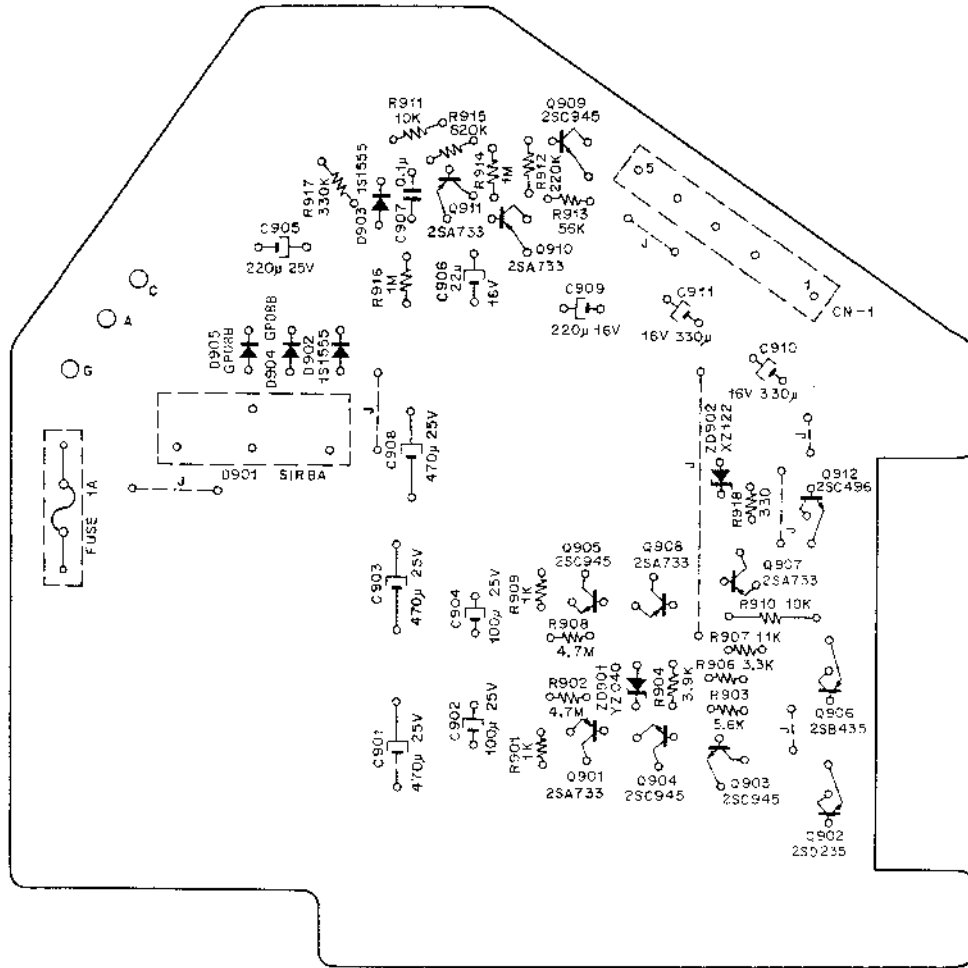 R911
10K
R915
820K
Q909
2SC945
R917
330K
D903 1S1555
C907 0.1µ
R914
1M
R912
220K
5
Q911
2SA733
R913
56K
C905
220µ 25V
J
Q910
2SA733
R916
1M
C906
22µ
16V
C
C909
220µ 16V
C911
16V 330µ
1
CN-1
A
G
D905
GP08B
D904 GP08B
D902
1S1555
C910
16V 330µ
J
C908
470µ 25V
J
ZD902
XZ122
J
D901 S1RBA
J
FUSE 1A
R918
330
J
Q912
2SC496
C903
470µ 25V
C904
100µ 25V
R909
1K
Q905
2SC945
Q908
2SA733
Q907
2SA733
R910 10K
R908
4.7M
R907 11K
R906 3.3K
R902
4.7M
ZD901
YZ040
R904
3.9K
R903
5.6K
J
Q906
2SB435
C901
470µ 25V
C902
100µ 25V
R901
1K
Q901
2SA733
Q904
2SC945
Q903
2SC945
Q902
2SD235